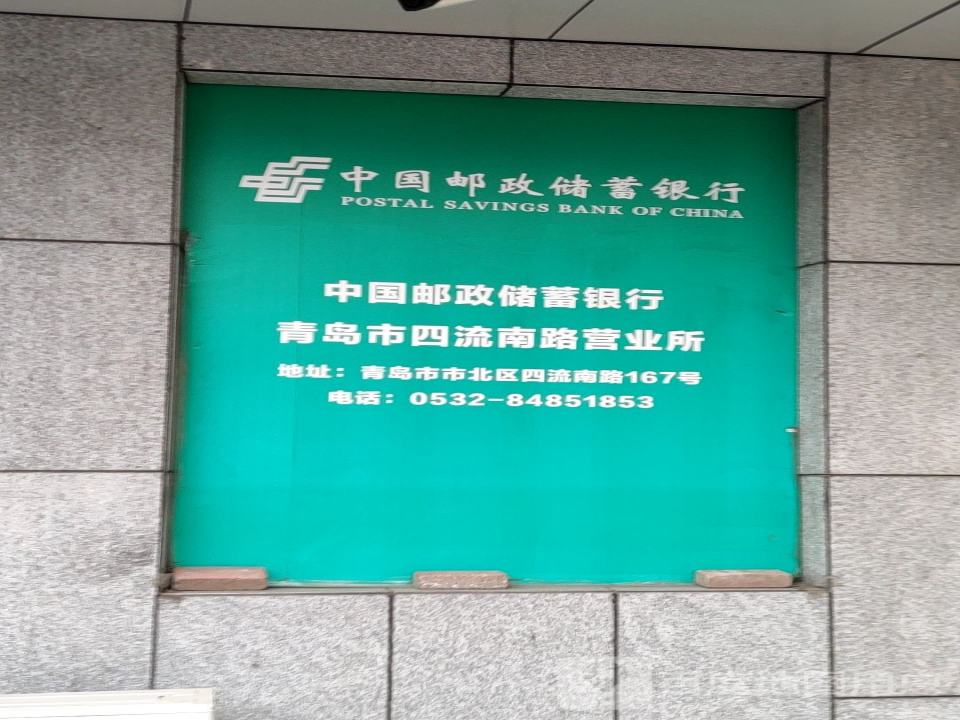 中国邮政储蓄银行
POSTAL SAVINGS BANK OF CHINA
中国邮政储蓄银行
青岛市四流南路营业所
地址：青岛市市北区四流南路167号
电话：0532-84851853